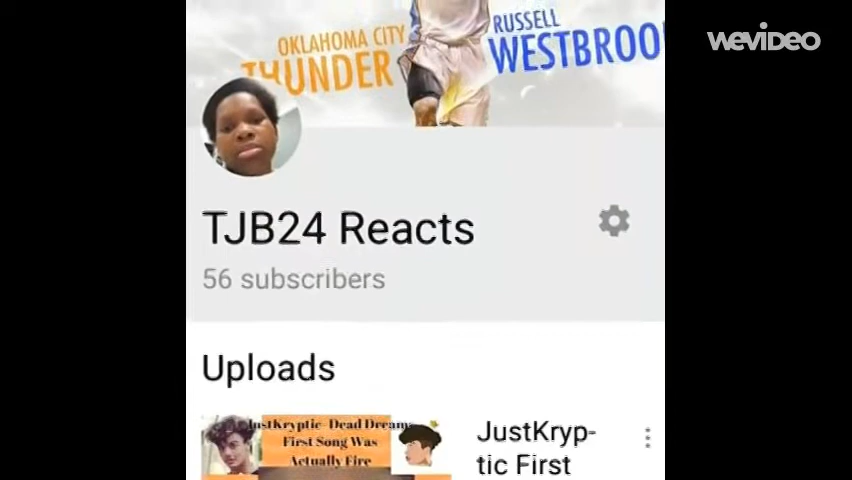 OKLAHOMA CITY
THUNDER
RUSSELL
WESTBROO
WEVIDEO
TJB24 Reacts
56 subscribers
Uploads
JustKryptic- Dead Dreams
First Song Was
Actually Fire
JustKryp-
tic First